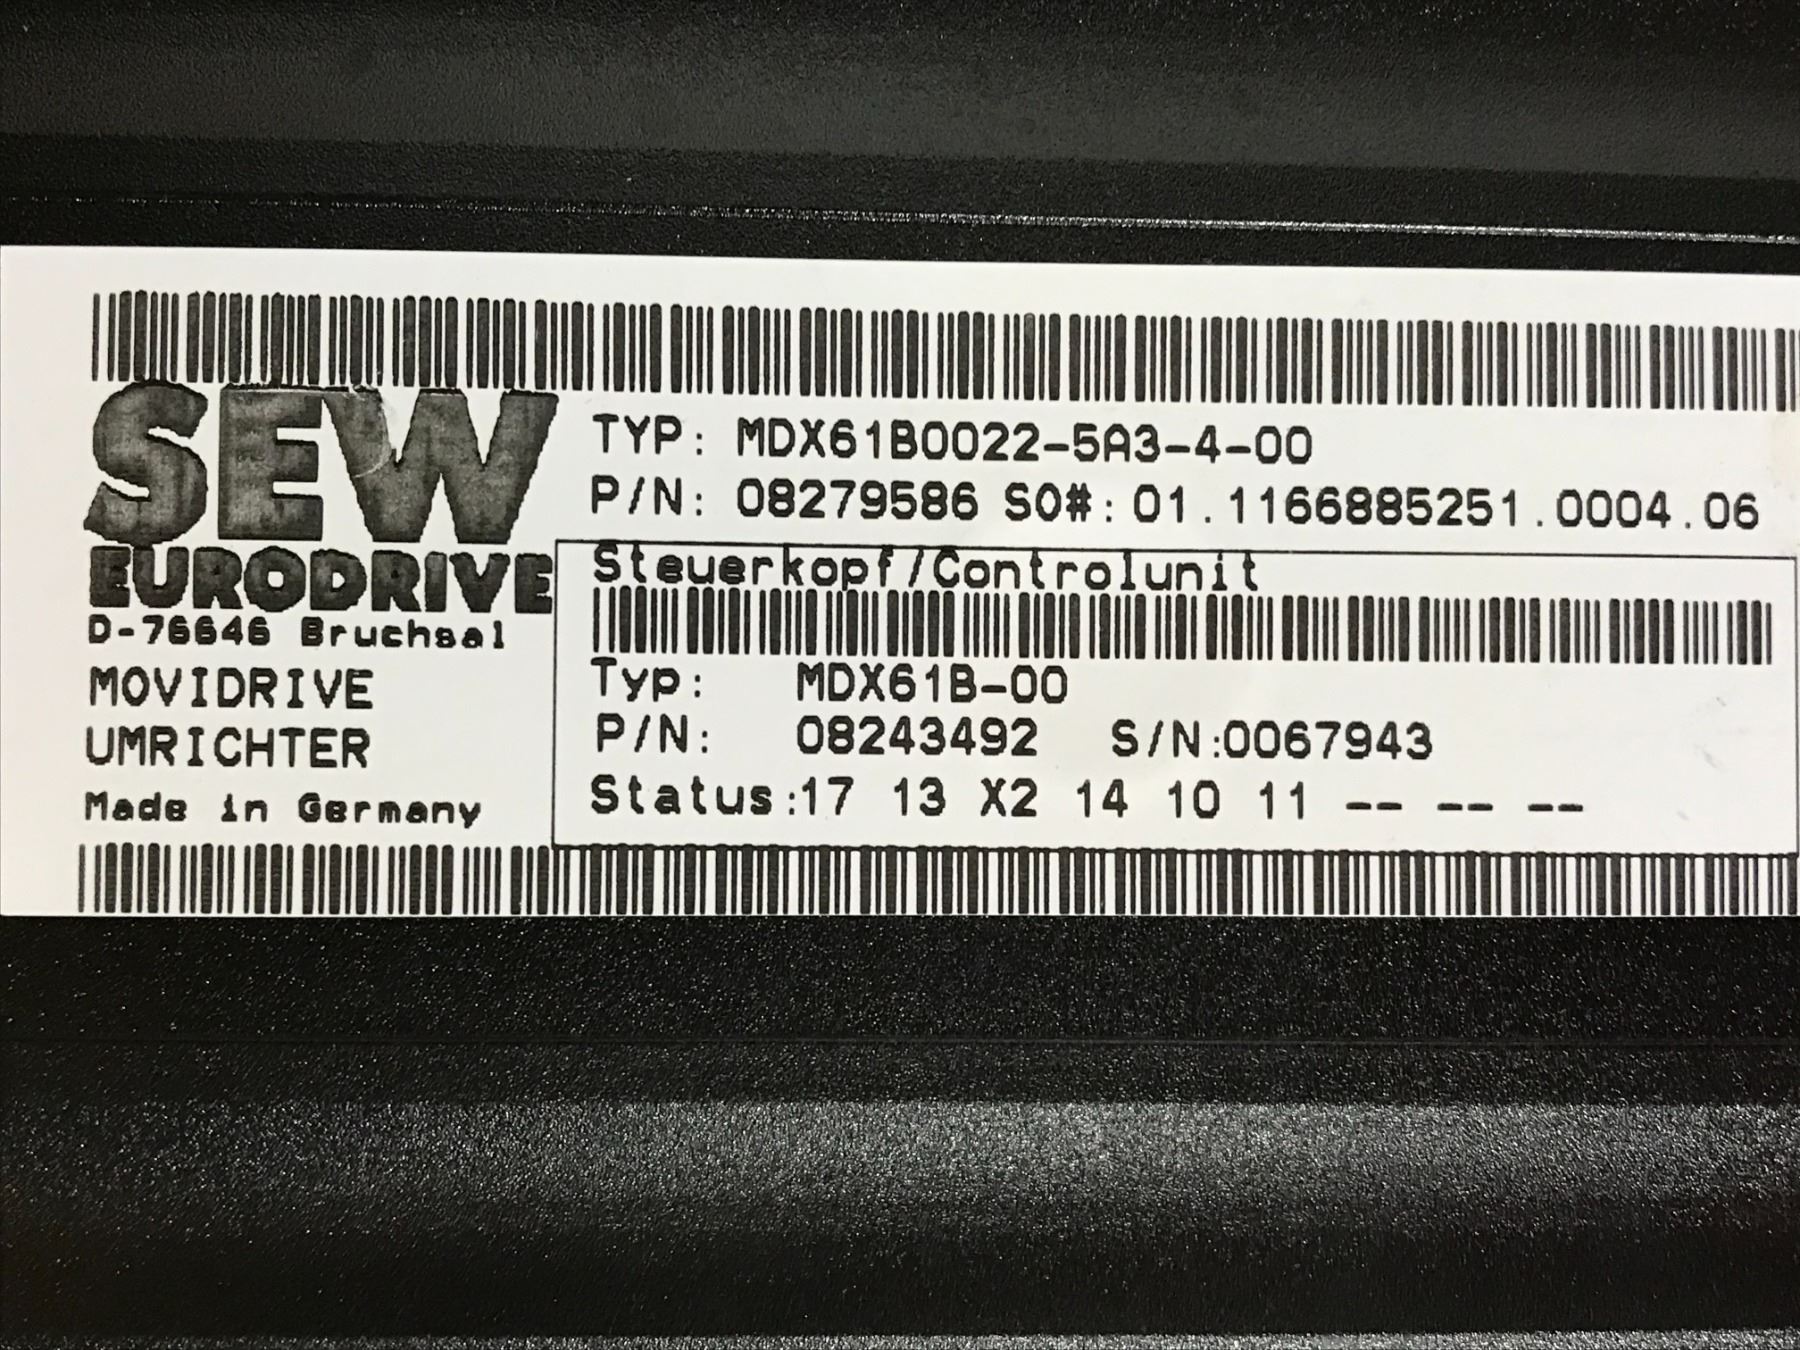 SEW
EURODRIVE
D-76646 Bruchsal
MOVIDRIVE
UMRICHTER
Made in Germany
TYP: MDX61B0022-5A3-4-00
P/N: 08279586 SO#: 01.1166885251.0004.06
Steuerkopf/Controlunit
Typ: MDX61B-00
P/N: 08243492 S/N:0067943
Status:17 13 X2 14 10 11 -- -- --